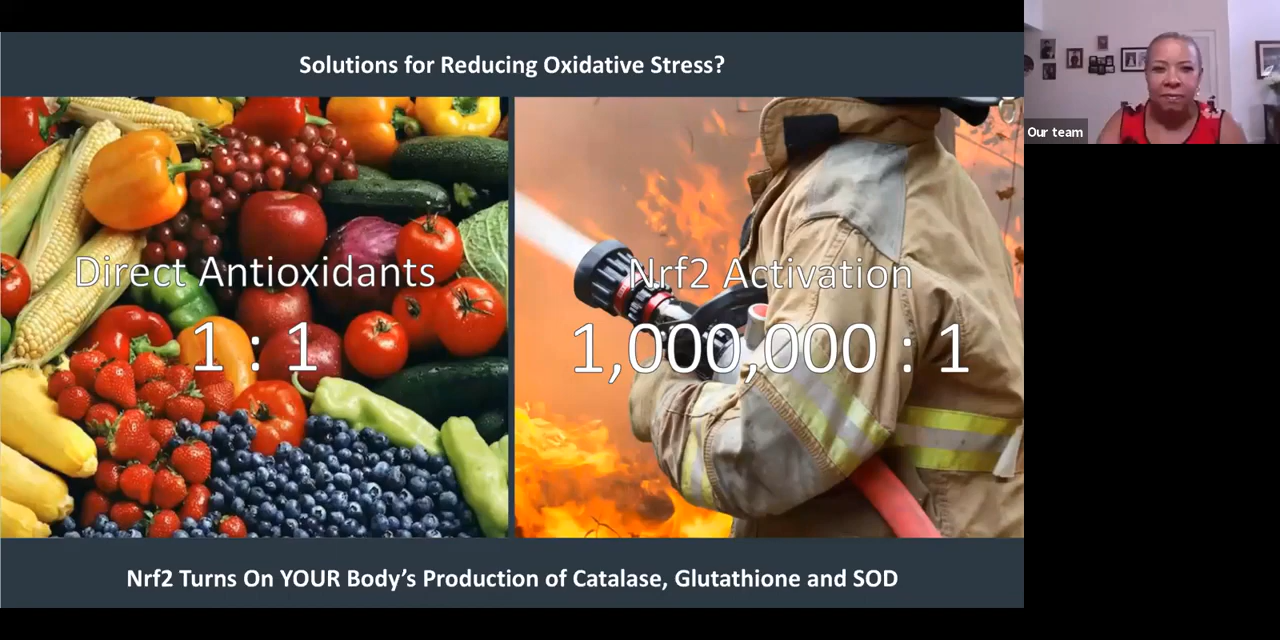 Solutions for Reducing Oxidative Stress?
Our team
Direct Antioxidants
1 : 1
Nrf2 Activation
1,000,000 : 1
Nrf2 Turns On YOUR Body’s Production of Catalase, Glutathione and SOD